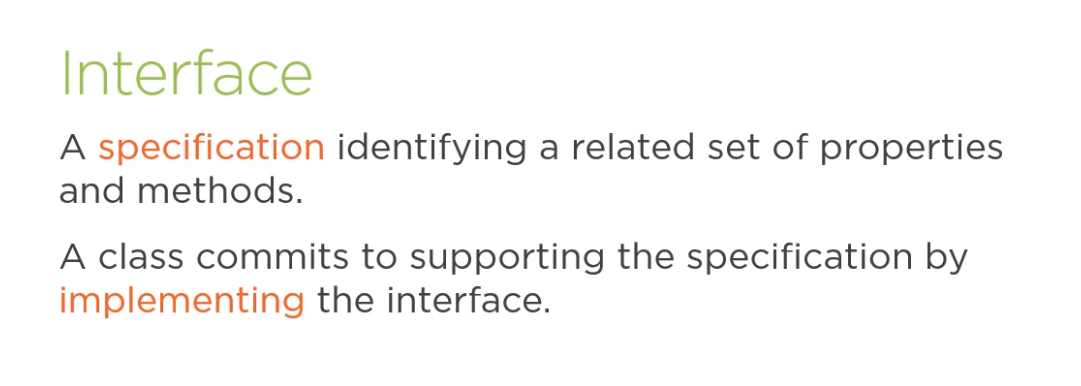 Interface
A specification identifying a related set of properties
and methods.
A class commits to supporting the specification by
implementing the interface.